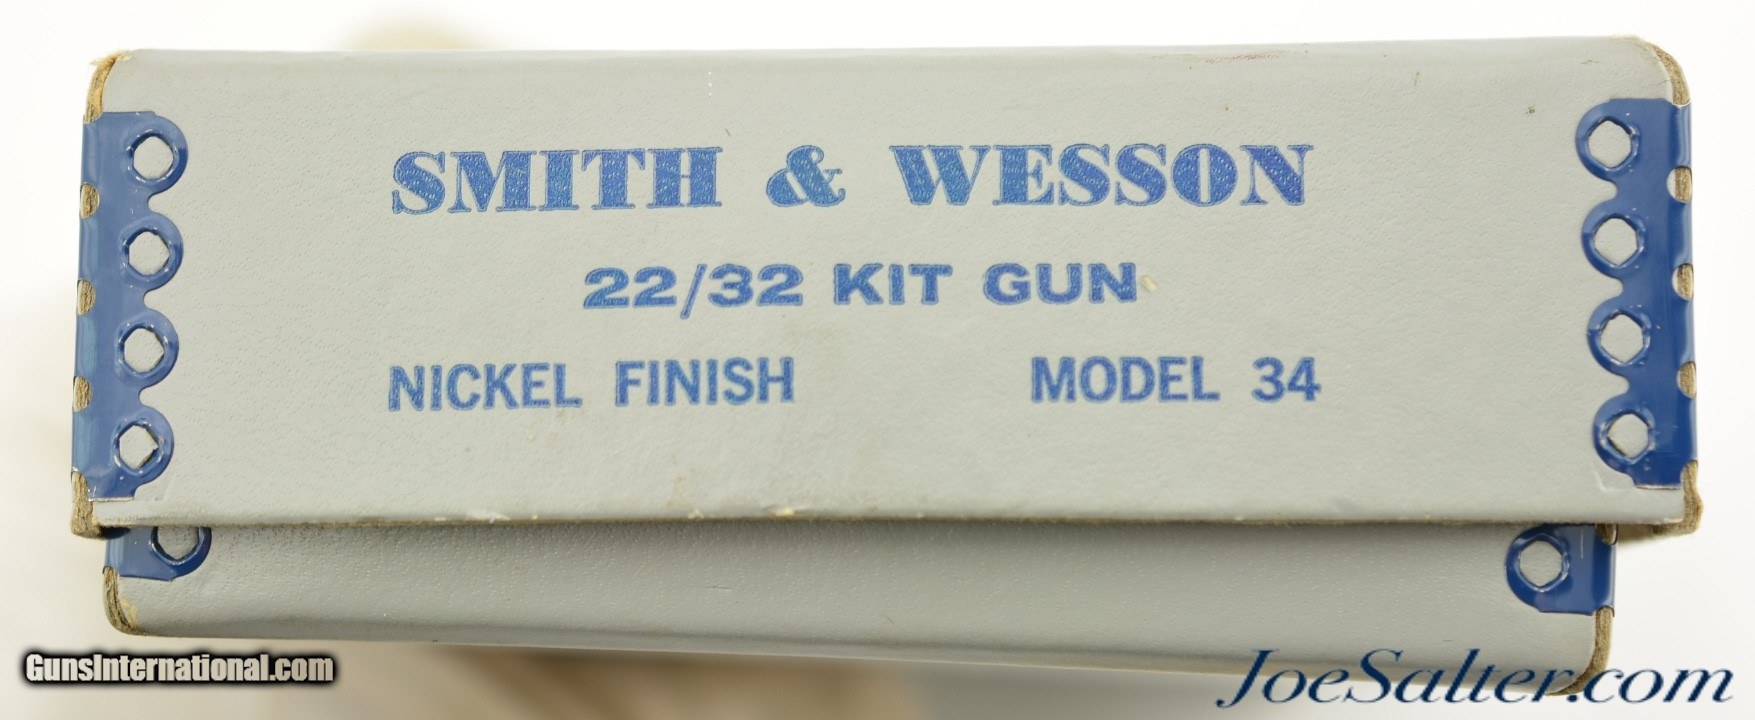 SMITH & WESSON
22/32 KIT GUN
NICKEL FINISH MODEL 34
GunsInternational.com
JoeSalter.com